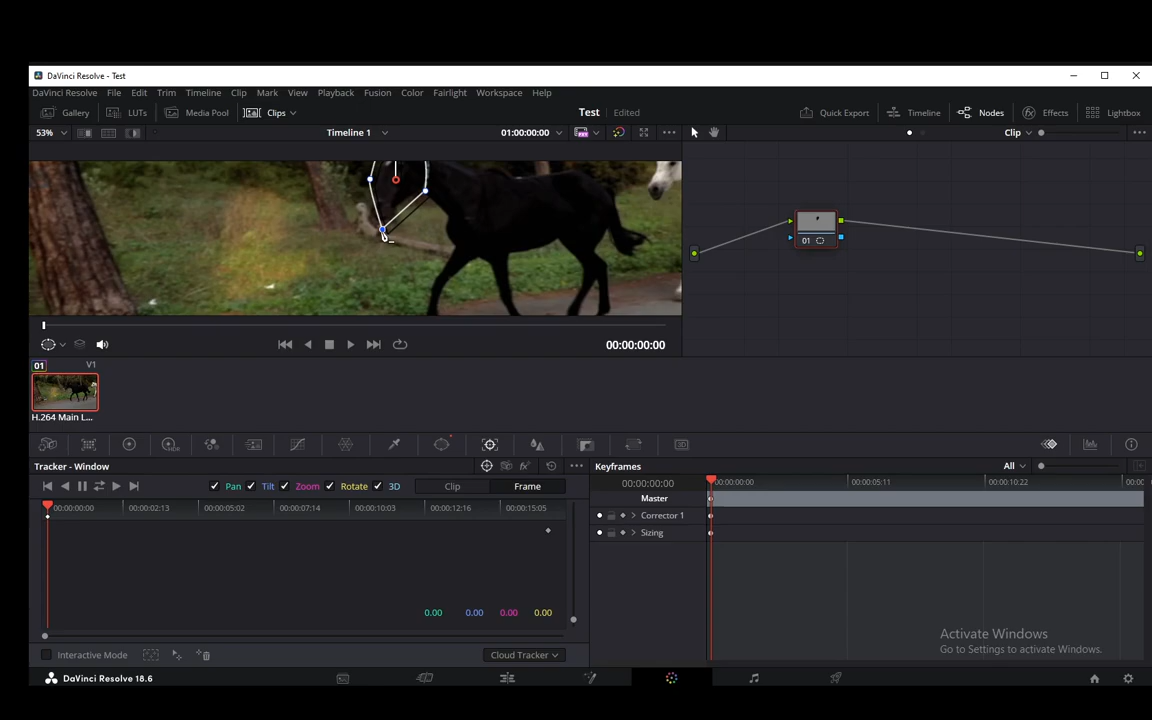 DaVinci Resolve - Test
DaVinci Resolve File Edit Trim Timeline Clip Mark View Playback Fusion Color Fairlight Workspace Help
Gallery LUTs Media Pool Clips Test Edited Quick Export Timeline Nodes Effects Lightbox
53% Timeline 1 01:00:00:00 Clip
01
00:00:00:00
01 V1
H.264 Main L...
HDR
3D
Tracker - Window Keyframes All
Pan Tilt Zoom Rotate 3D Clip Frame 00:00:00:00 00:00:00:00 00:00:05:11 00:00:10:22 00:00
Master
00:00:00:00 00:00:02:13 00:00:05:02 00:00:07:14 00:00:10:03 00:00:12:16 00:00:15:05
Corrector 1
Sizing
0.00 0.00 0.00 0.00
Activate Windows
Go to Settings to activate Windows.
Interactive Mode Cloud Tracker
DaVinci Resolve 18.6